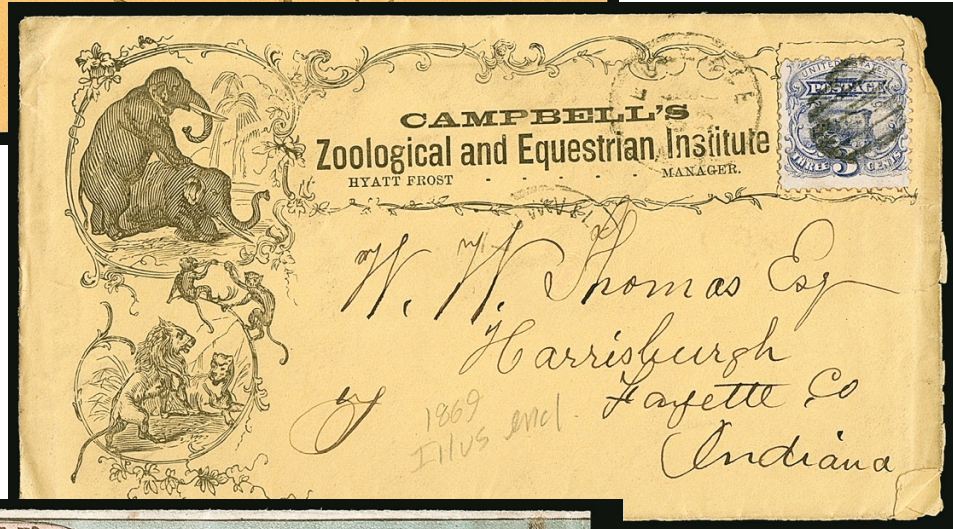 CAMPBELL'S
Zoological and Equestrian Institute
HYATT FROST . . . . . . MANAGER.
UNITED STATES
POSTAGE
THREE 3 CENTS
W. W. Thomas Esq
Harrisburgh
Fayette Co
Indiana
1869
Illus encl.